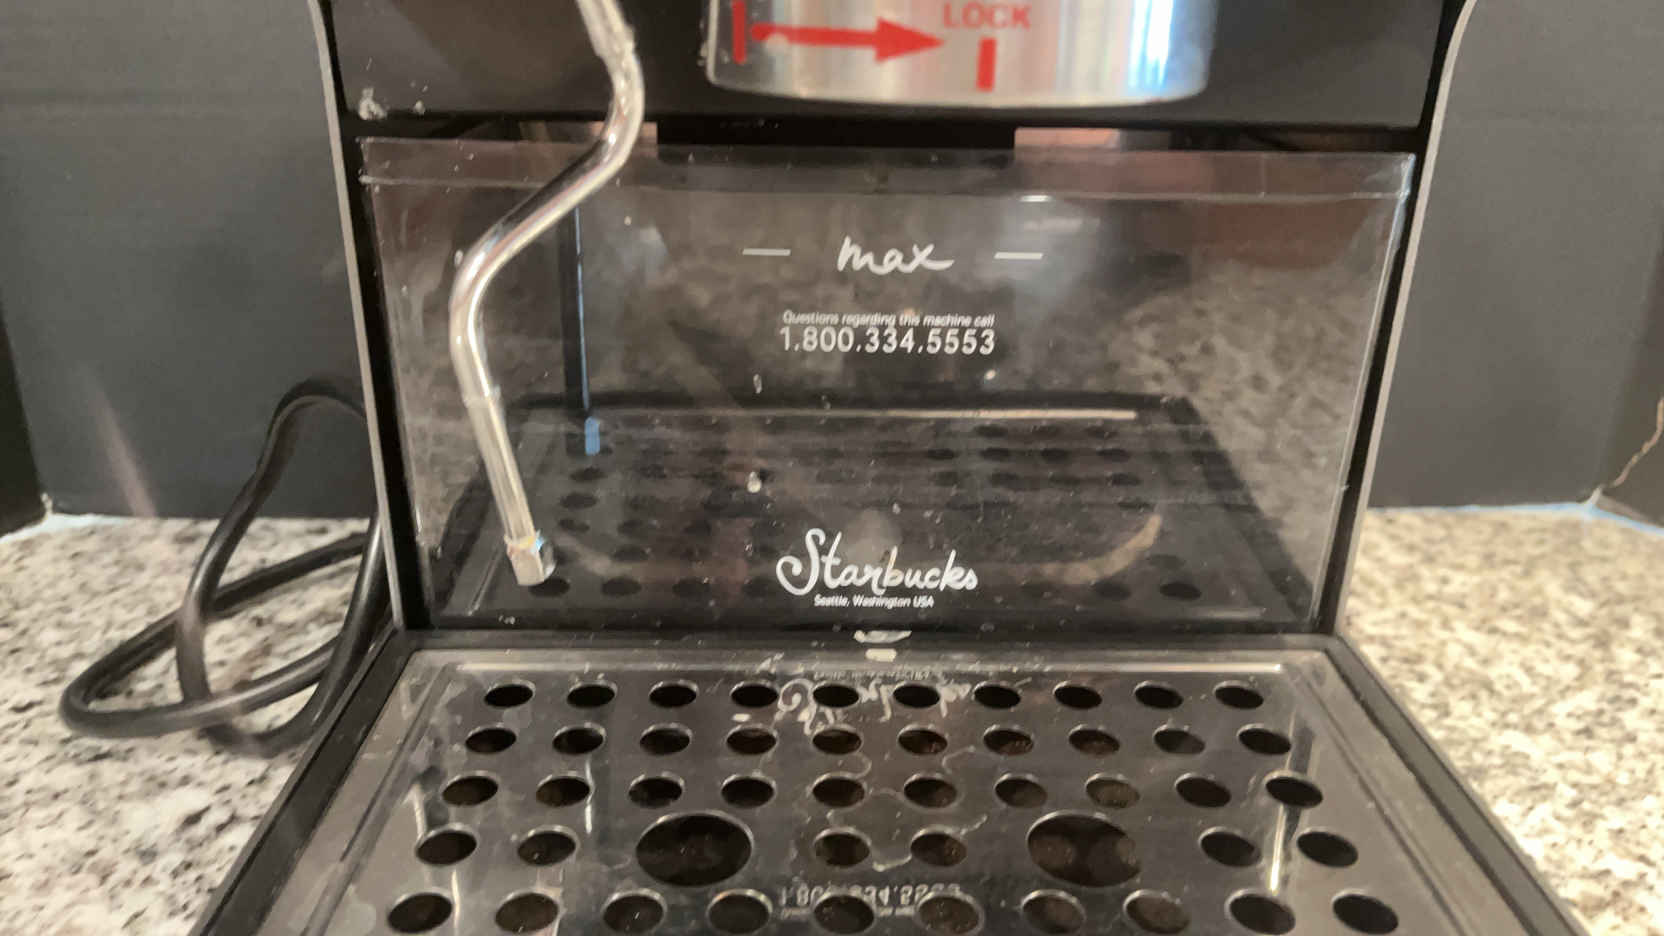 LOCK
max
Questions regarding this machine call
1.800.334.5553
Starbucks
Seattle, Washington USA